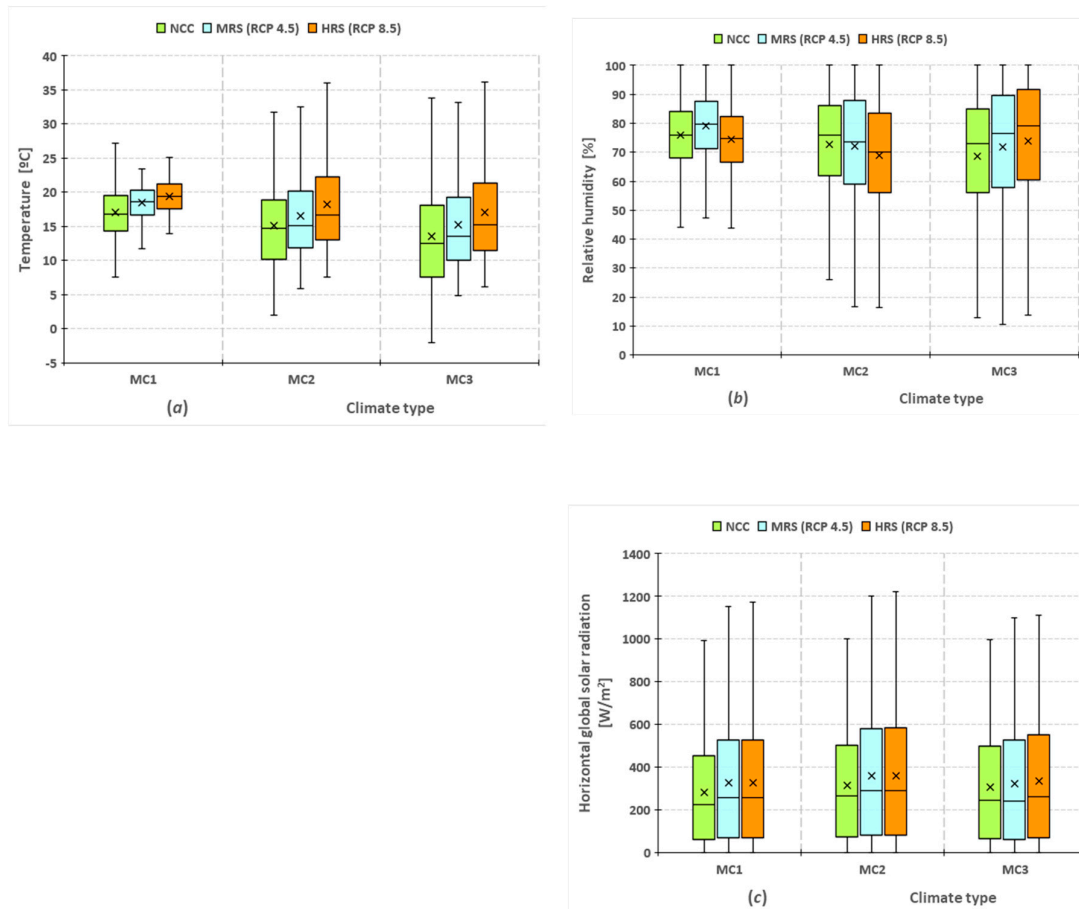 NCC MRS (RCP 4.5) HRS (RCP 8.5)
40
35
30
25
20
15
10
5
0
-5
Temperature [ºC]
MC1 MC2 MC3
(a) Climate type
NCC MRS (RCP 4.5) HRS (RCP 8.5)
100
90
80
70
60
50
40
30
20
10
0
Relative humidity [%]
MC1 MC2 MC3
(b) Climate type
NCC MRS (RCP 4.5) HRS (RCP 8.5)
1400
1200
1000
800
600
400
200
0
Horizontal global solar radiation
[W/m²]
MC1 MC2 MC3
(c) Climate type